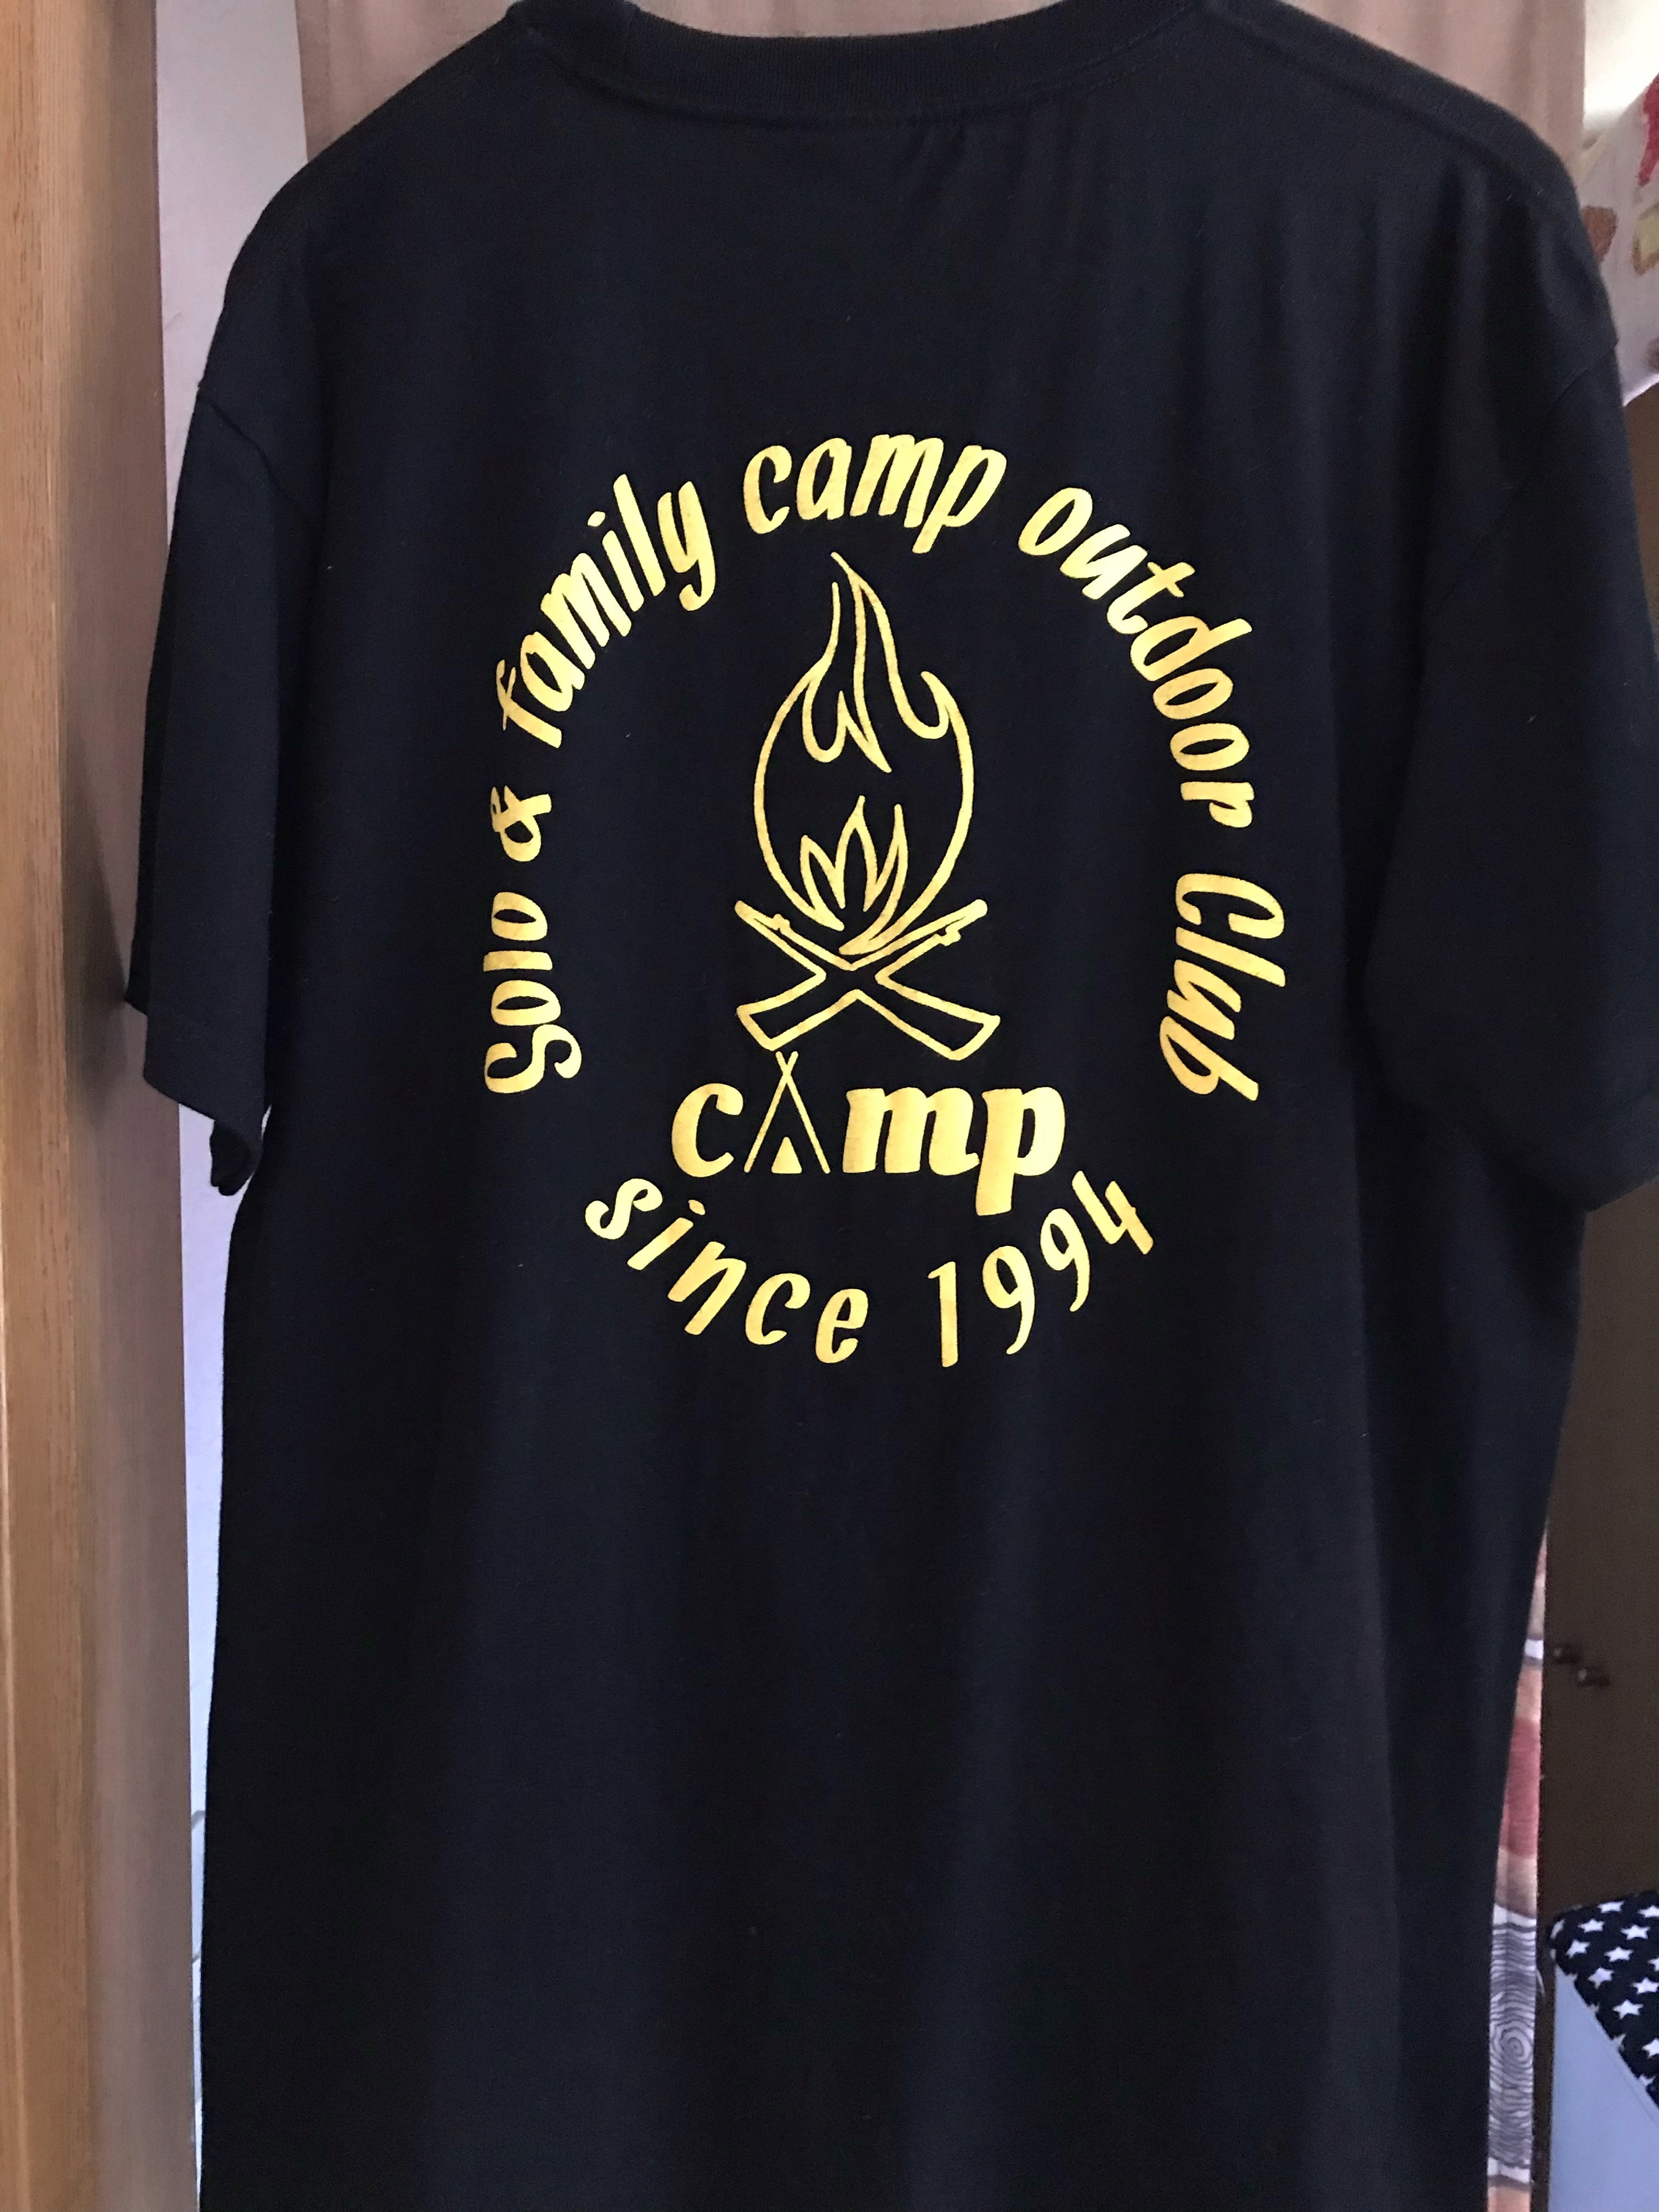 Solo & family camp outdoor Club
camp
since 1994